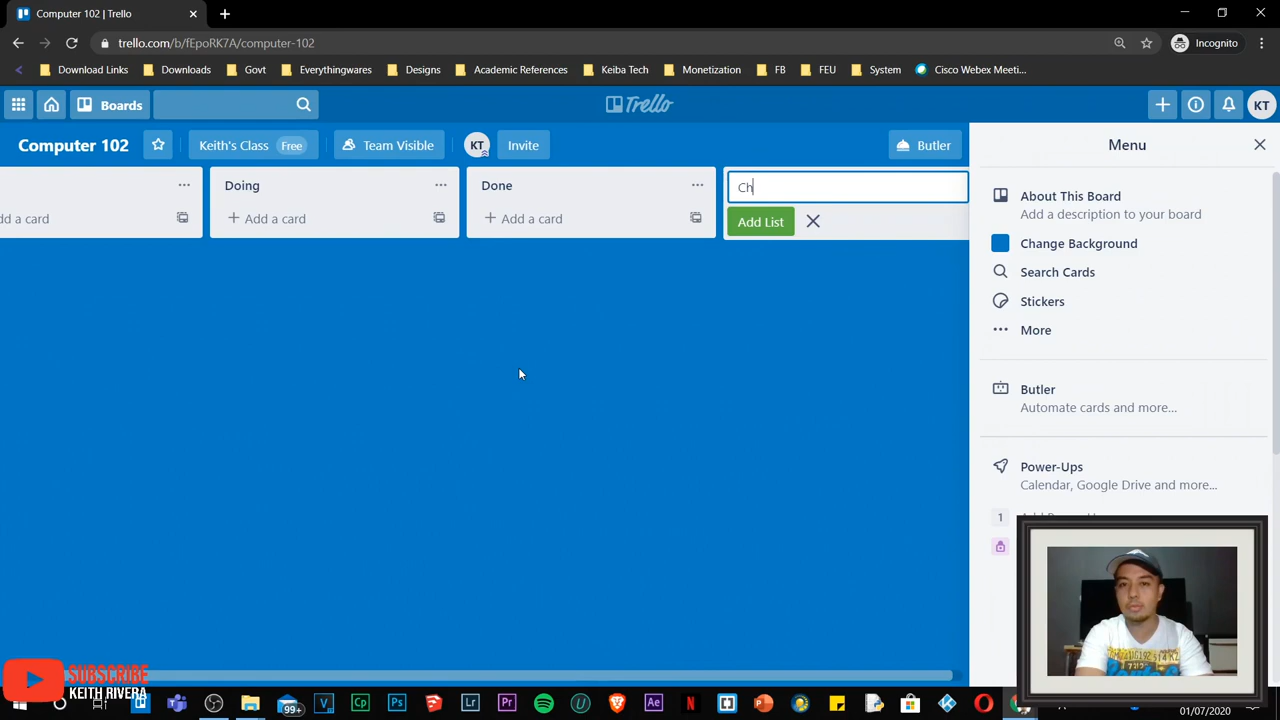 Computer 102 | Trello
trello.com/b/fEpoRK7A/computer-102
Incognito
Download Links
Downloads
Govt
Everythingwares
Designs
Academic References
Keiba Tech
Monetization
FB
FEU
System
Cisco Webex Meeti...
Boards
Trello
KT
Computer 102
Keith's Class Free
Team Visible
KT
Invite
Butler
Menu
dd a card
Doing
+ Add a card
Done
+ Add a card
Ch
Add List
About This Board
Add a description to your board
Change Background
Search Cards
Stickers
More
Butler
Automate cards and more...
Power-Ups
Calendar, Google Drive and more...
1
SUBSCRIBE
KEITH RIVERA
99+
01/07/2020